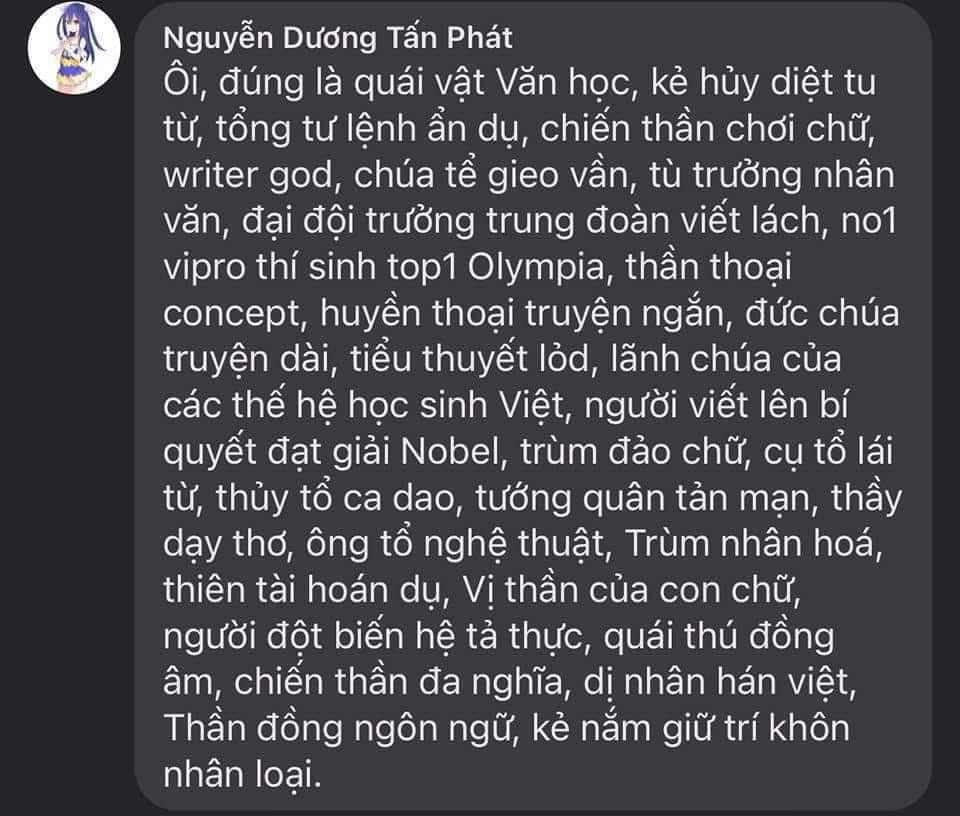 Nguyễn Dương Tấn Phát
Ôi, đúng là quái vật Văn học, kẻ hủy diệt tu
từ, tổng tư lệnh ẩn dụ, chiến thần chơi chữ,
writer god, chúa tể gieo vần, tù trưởng nhân
văn, đại đội trưởng trung đoàn viết lách, no1
vipro thí sinh top1 Olympia, thần thoại
concept, huyền thoại truyện ngắn, đức chúa
truyện dài, tiểu thuyết lỏd, lãnh chúa của
các thế hệ học sinh Việt, người viết lên bí
quyết đạt giải Nobel, trùm đảo chữ, cụ tổ lái
từ, thủy tổ ca dao, tướng quân tản mạn, thầy
dạy thơ, ông tổ nghệ thuật, Trùm nhân hoá,
thiên tài hoán dụ, Vị thần của con chữ,
người đột biến hệ tả thực, quái thú đồng
âm, chiến thần đa nghĩa, dị nhân hán việt,
Thần đồng ngôn ngữ, kẻ nắm giữ trí khôn
nhân loại.